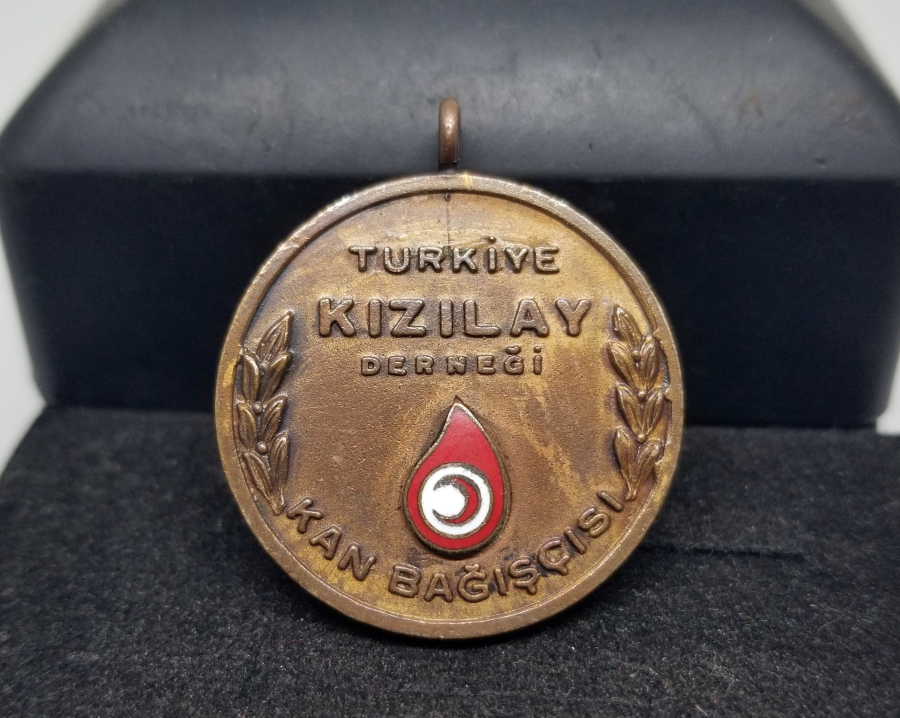 TURKİYE
KIZILAY
DERNEĞİ
KAN BAĞIŞÇISI